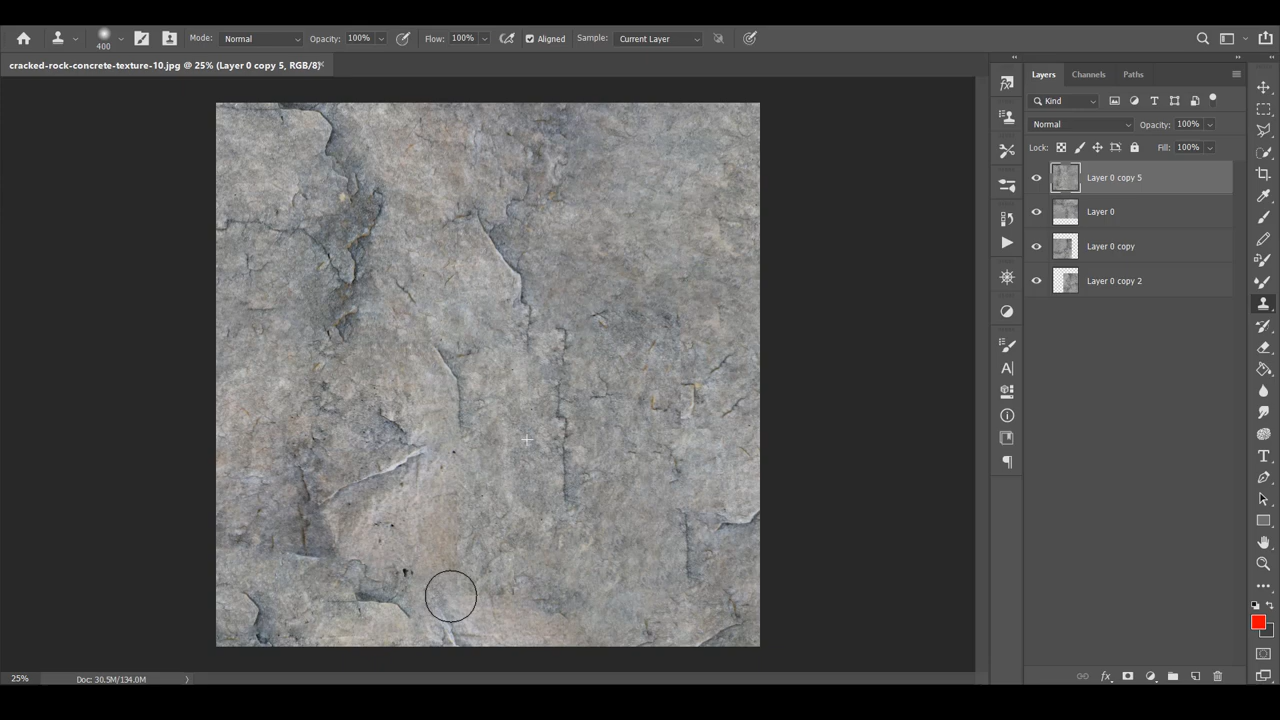 400 Mode: Normal Opacity: 100% Flow: 100% Aligned Sample: Current Layer
cracked-rock-concrete-texture-10.jpg @ 25% (Layer 0 copy 5, RGB/8)
Layers Channels Paths
Kind
Normal Opacity: 100%
Lock: Fill: 100%
Layer 0 copy 5
Layer 0
Layer 0 copy
Layer 0 copy 2
25% Doc: 30.5M/134.0M